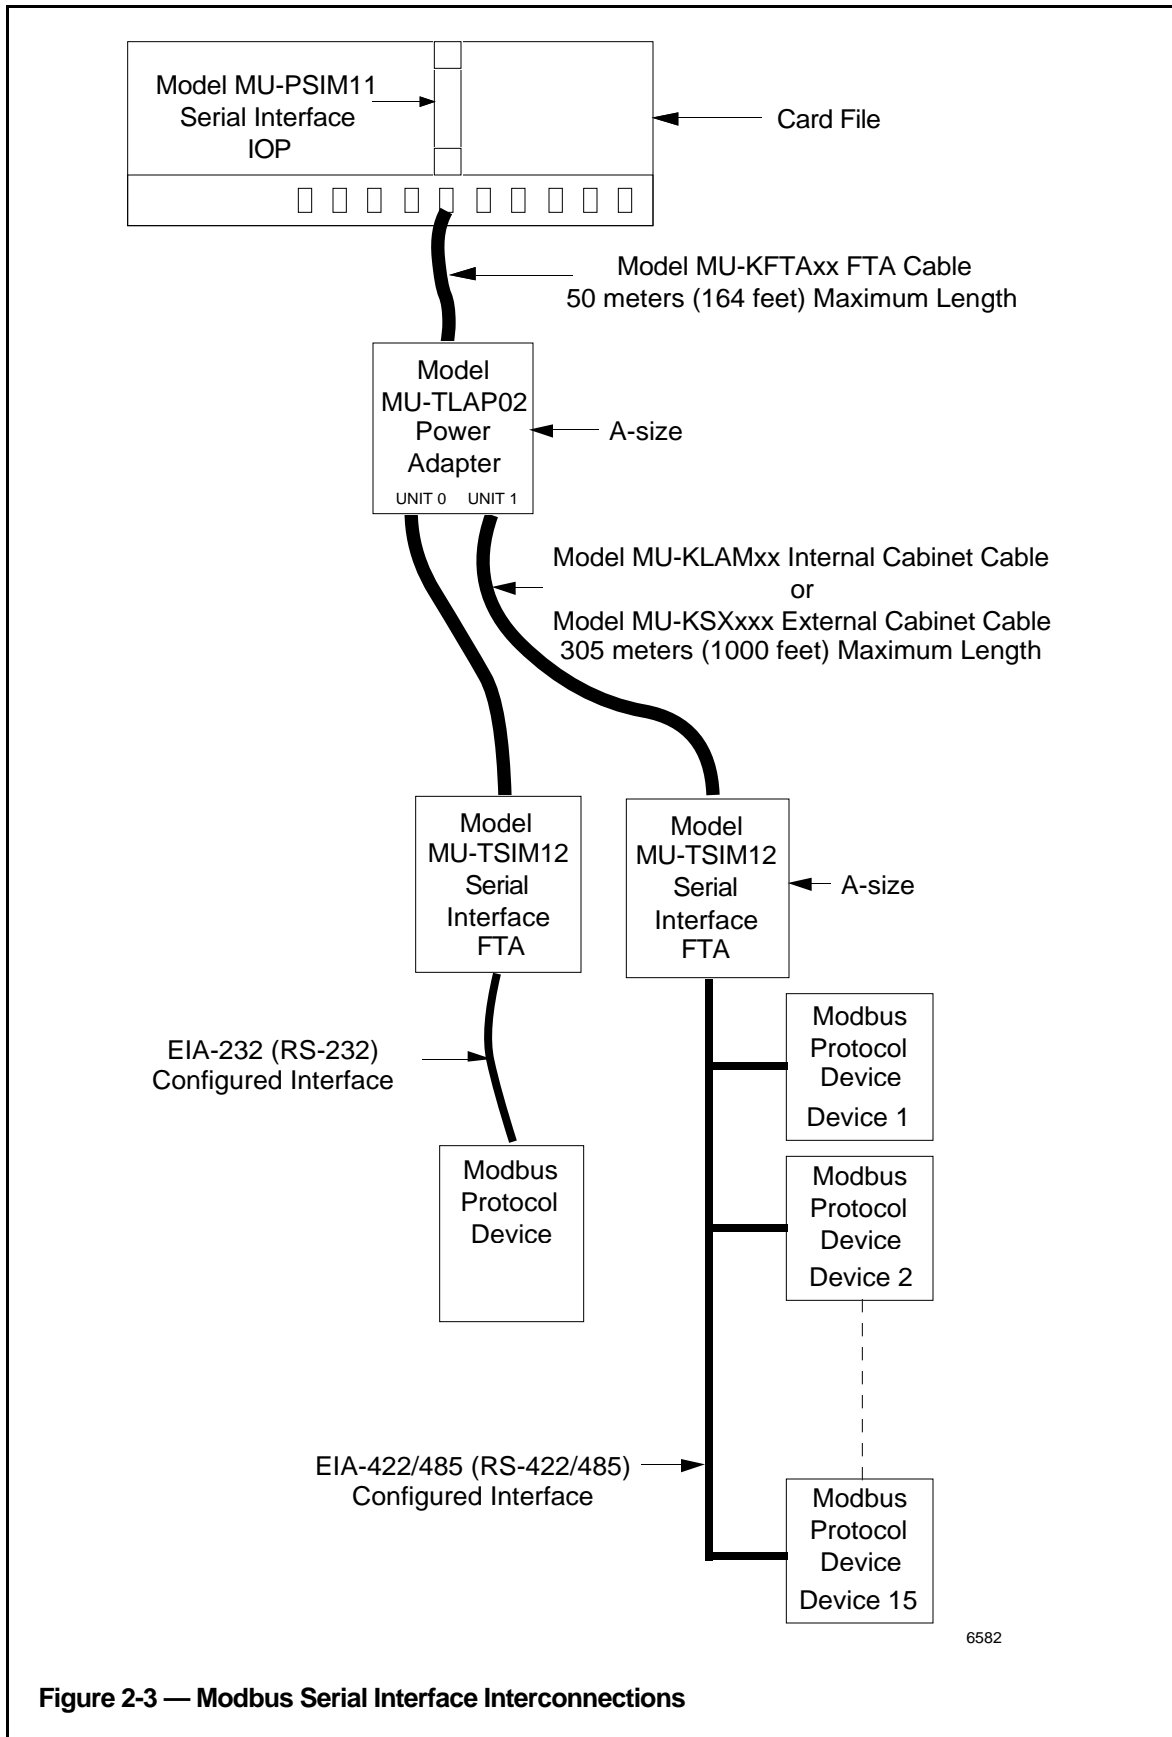 Model MU-PSIM11
Serial Interface
IOP
Card File
Model MU-KFTAxx FTA Cable
50 meters (164 feet) Maximum Length
Model
MU-TLAP02
Power
Adapter
UNIT 0 UNIT 1
A-size
Model MU-KLAMxx Internal Cabinet Cable
or
Model MU-KSXxxx External Cabinet Cable
305 meters (1000 feet) Maximum Length
Model
MU-TSIM12
Serial
Interface
FTA
Model
MU-TSIM12
Serial
Interface
FTA
A-size
EIA-232 (RS-232)
Configured Interface
Modbus
Protocol
Device
Modbus
Protocol
Device
Device 1
Modbus
Protocol
Device
Device 2
EIA-422/485 (RS-422/485)
Configured Interface
Modbus
Protocol
Device
Device 15
6582
Figure 2-3 — Modbus Serial Interface Interconnections